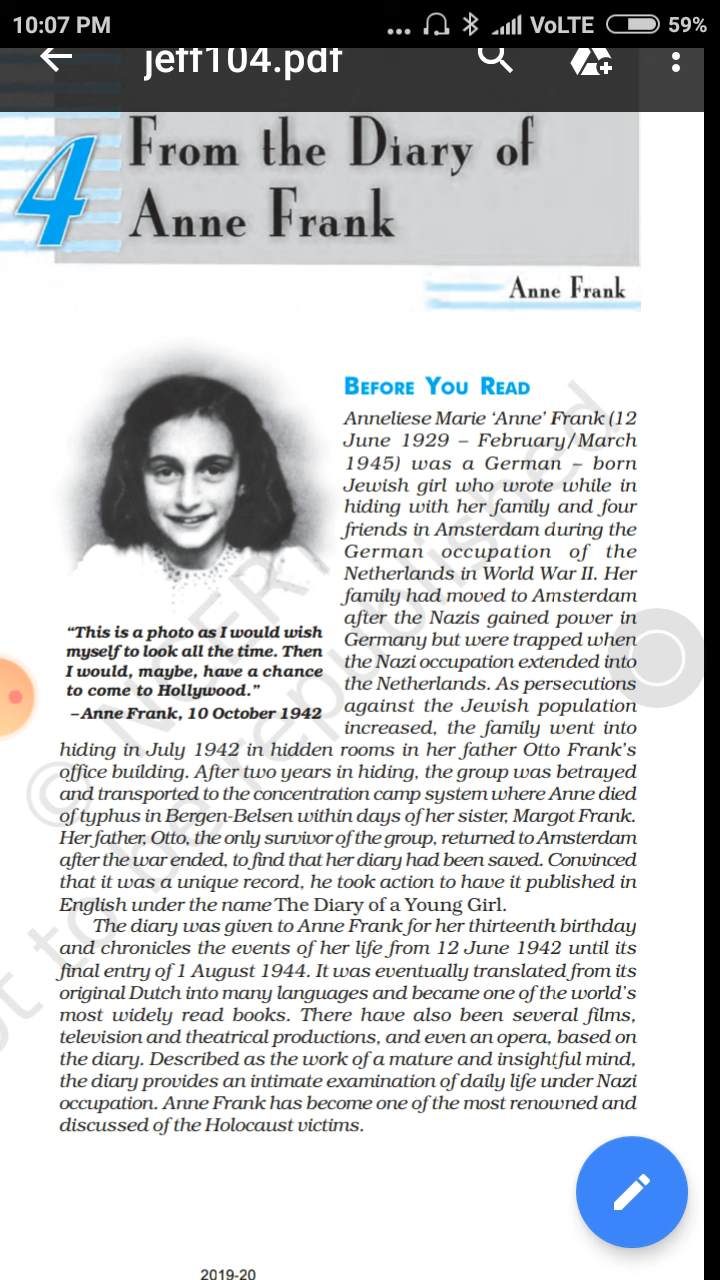 10:07 PM
... VoLTE 59%
jeff104.pdf
4
From the Diary of
Anne Frank
Anne Frank
BEFORE YOU READ
Anneliese Marie ‘Anne’ Frank (12
June 1929 – February/March
1945) was a German – born
Jewish girl who wrote while in
hiding with her family and four
friends in Amsterdam during the
German occupation of the
Netherlands in World War II. Her
family had moved to Amsterdam
after the Nazis gained power in
Germany but were trapped when
the Nazi occupation extended into
the Netherlands. As persecutions
against the Jewish population
increased, the family went into
“This is a photo as I would wish
myself to look all the time. Then
I would, maybe, have a chance
to come to Hollywood.”
–Anne Frank, 10 October 1942
hiding in July 1942 in hidden rooms in her father Otto Frank’s
office building. After two years in hiding, the group was betrayed
and transported to the concentration camp system where Anne died
of typhus in Bergen-Belsen within days of her sister, Margot Frank.
Her father, Otto, the only survivor of the group, returned to Amsterdam
after the war ended, to find that her diary had been saved. Convinced
that it was a unique record, he took action to have it published in
English under the name The Diary of a Young Girl.
The diary was given to Anne Frank for her thirteenth birthday
and chronicles the events of her life from 12 June 1942 until its
final entry of 1 August 1944. It was eventually translated from its
original Dutch into many languages and became one of the world’s
most widely read books. There have also been several films,
television and theatrical productions, and even an opera, based on
the diary. Described as the work of a mature and insightful mind,
the diary provides an intimate examination of daily life under Nazi
occupation. Anne Frank has become one of the most renowned and
discussed of the Holocaust victims.
© NCERT
not to be republished
2019-20